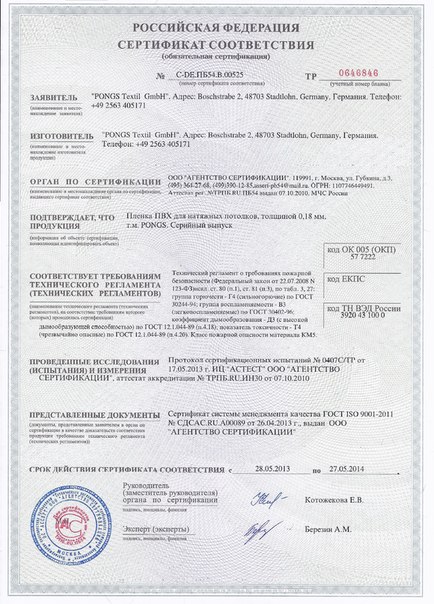 РОССИЙСКАЯ ФЕДЕРАЦИЯ
СЕРТИФИКАТ СООТВЕТСТВИЯ
(обязательная сертификация)
№ C-DE.ПБ54.В.00525 ТР 0646846
(номер сертификата соответствия) (учетный номер бланка)
ЗАЯВИТЕЛЬ "PONGS Textil GmbH". Адрес: Boschstrabe 2, 48703 Stadtlohn, Germany, Германия. Телефон:
(наименование и место-
нахождение заявителя) +49 2563 405171
ИЗГОТОВИТЕЛЬ "PONGS Textil GmbH". Адрес: Boschstrabe 2, 48703 Stadtlohn, Germany, Германия.
(наименование и место-
нахождение изготовителя
продукции) Телефон: +49 2563 405171
ОРГАН ПО СЕРТИФИКАЦИИ ООО "АГЕНТСТВО СЕРТИФИКАЦИИ". 119991, г. Москва, ул. Губкина, д.3,
(наименование и местонахождение органа по сертификации,
выдавшего сертификат соответствия) (495) 364-27-68, (499)390-12-85, OГРН: 1107746449491.
Аттестат рег. №ТРПБ.RU.ПБ54 выдан 07.10.2010, МЧС России
ПОДТВЕРЖДАЕТ, ЧТО
ПРОДУКЦИЯ
(информация об объекте сертификации,
позволяющая идентифицировать объект)
Пленка ПВХ для натяжных потолков, толщиной 0,18 мм.
т.м. PONGS. Серийный выпуск
код ОК 005 (ОКП)
57 7222
код ЕКПС
код ТН ВЭД России
3920 43 100 0
СООТВЕТСТВУЕТ ТРЕБОВАНИЯМ
ТЕХНИЧЕСКОГО РЕГЛАМЕНТА
(ТЕХНИЧЕСКИХ РЕГЛАМЕНТОВ)
(наименование технического регламента (технических
регламентов), на соответствие требованиям которого
(которых) проводилась сертификация)
Технический регламент о требованиях пожарной
безопасности (Федеральный закон от 22.07.2008 N
123-ФЗ) ст. 80 (п.1), ст. 81 (п.3), по табл. 3, 27:
группа горючести - Г4 (сильногорючие) по ГОСТ
30244-94; группа воспламеняемости - В3
(легковоспламеняемые) по ГОСТ 30402-96;
коэффициент дымообразования - Д3 (с высокой
дымообразующей способностью) по ГОСТ 12.1.044-89 (п.4.18), показатель токсичности - Т4
(чрезвычайно опасные) по ГОСТ 12.1.044-89 (п.4.20). Класс пожарной опасности материала КМ5.
ПРОВЕДЕННЫЕ ИССЛЕДОВАНИЯ
(ИСПЫТАНИЯ) И ИЗМЕРЕНИЯ Протокол сертификационных испытаний № 0407С/ТР от
17.05.2013 г. ИЦ "АСТЕСТ" ООО "АГЕНТСТВО
СЕРТИФИКАЦИИ", аттестат аккредитации № ТРПБ.RU.ИН30 от 07.10.2010
ПРЕДСТАВЛЕННЫЕ ДОКУМЕНТЫ
(документы, представленные заявителем в орган по
сертификации в качестве доказательств соответствия
продукции требованиям технического регламента
(технических регламентов))
Сертификат системы менеджмента качества ГОСТ ISO 9001-2011
№ СДСАС.RU.А00089 от 26.04.2013 г., выдан ООО
"АГЕНТСТВО СЕРТИФИКАЦИИ"
СРОК ДЕЙСТВИЯ СЕРТИФИКАТА СООТВЕТСТВИЯ с 28.05.2013 по 27.05.2014
Руководитель
(заместитель руководителя)
органа по сертификации
подпись, инициалы, фамилия
Котожекова Е.В.
Эксперт (эксперты)
подпись, инициалы, фамилия
Березин А.М.
МОСКВА